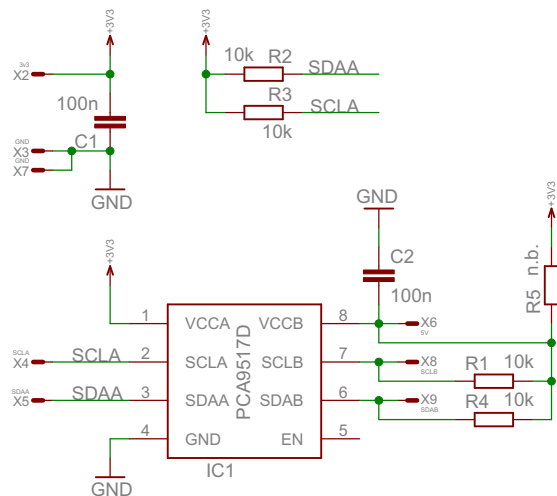 +3V3
+3V3
3v3
X2
10k R2
SDAA
R3
SCLA
10k
100n
GND
X3
C1
GND
X7
GND
GND
+3V3
+3V3
C2
100n
R5 n.b.
1 VCCA VCCB 8
X6
5V
SCLA
X4
SCLA
2 SCLA SCLB 7
X8
SCLB
R1 10k
SDAA
X5
SDAA
3 SDAA SDAB 6
X9
SDAB
R4 10k
4 GND EN 5
PCA9517D
IC1
GND